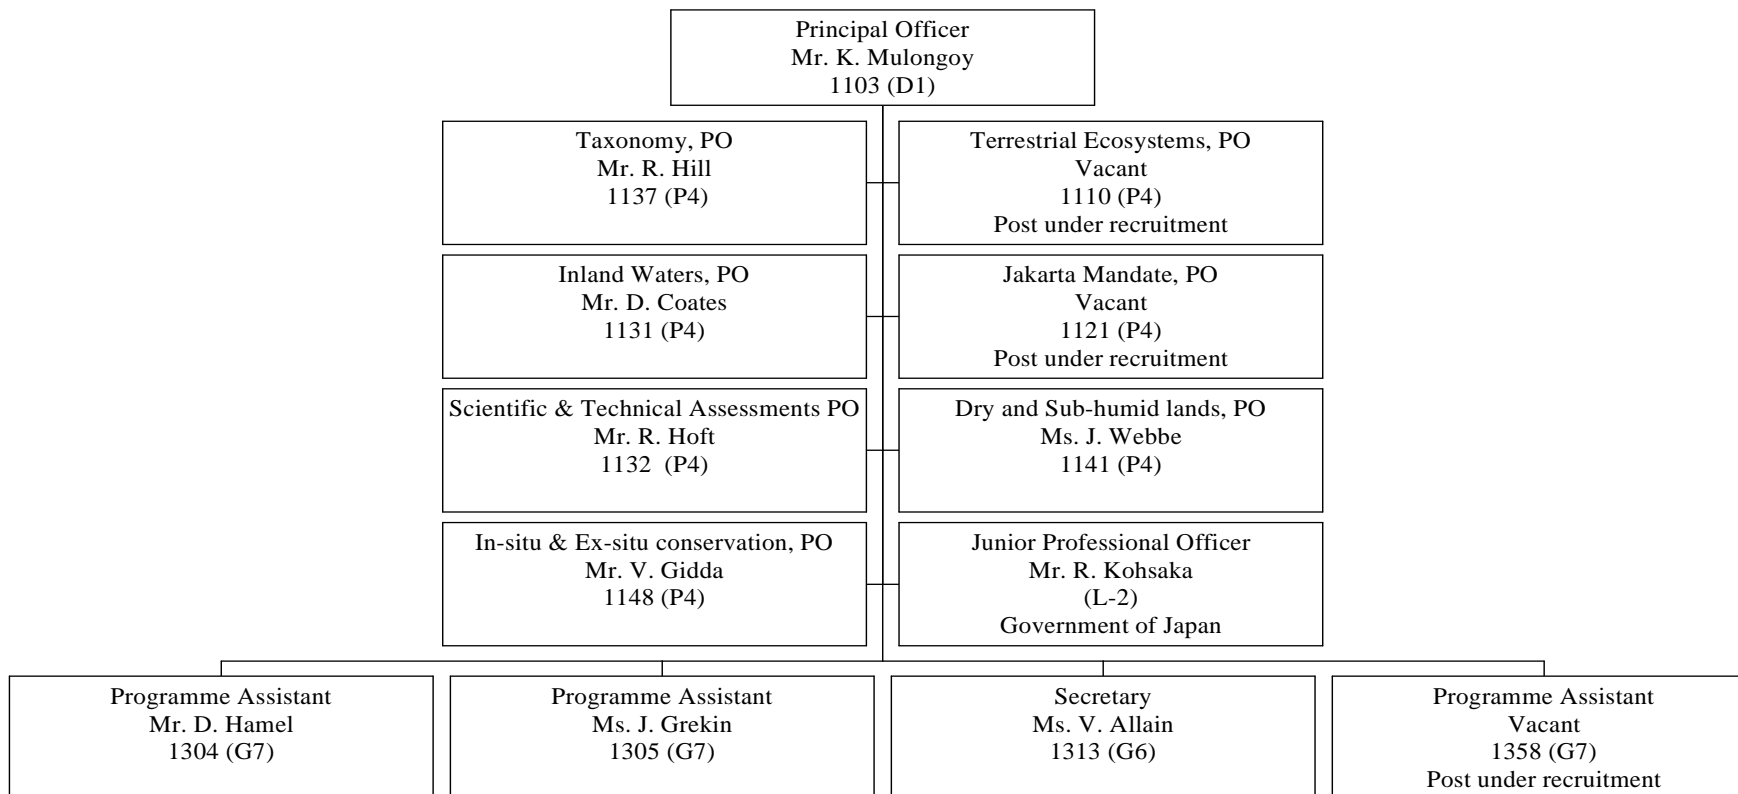 Principal Officer
Mr. K. Mulongoy
1103 (D1)
Taxonomy, PO
Mr. R. Hill
1137 (P4)
Terrestrial Ecosystems, PO
Vacant
1110 (P4)
Post under recruitment
Inland Waters, PO
Mr. D. Coates
1131 (P4)
Jakarta Mandate, PO
Vacant
1121 (P4)
Post under recruitment
Scientific & Technical Assessments PO
Mr. R. Hoft
1132 (P4)
Dry and Sub-humid lands, PO
Ms. J. Webbe
1141 (P4)
In-situ & Ex-situ conservation, PO
Mr. V. Gidda
1148 (P4)
Junior Professional Officer
Mr. R. Kohsaka
(L-2)
Government of Japan
Programme Assistant
Mr. D. Hamel
1304 (G7)
Programme Assistant
Ms. J. Grekin
1305 (G7)
Secretary
Ms. V. Allain
1313 (G6)
Programme Assistant
Vacant
1358 (G7)
Post under recruitment